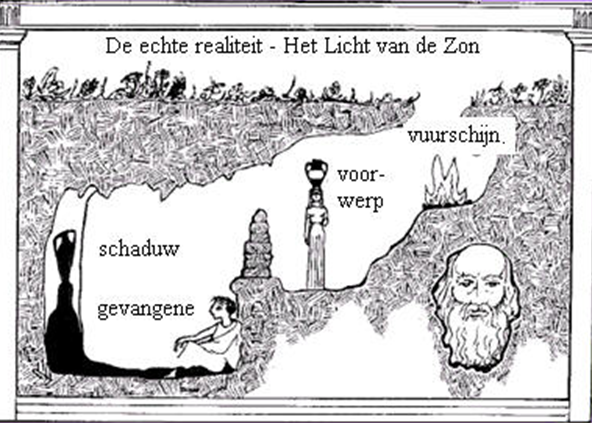 De echte realiteit - Het Licht van de Zon
vuurschijn.
voor-
werp
schaduw
gevangene